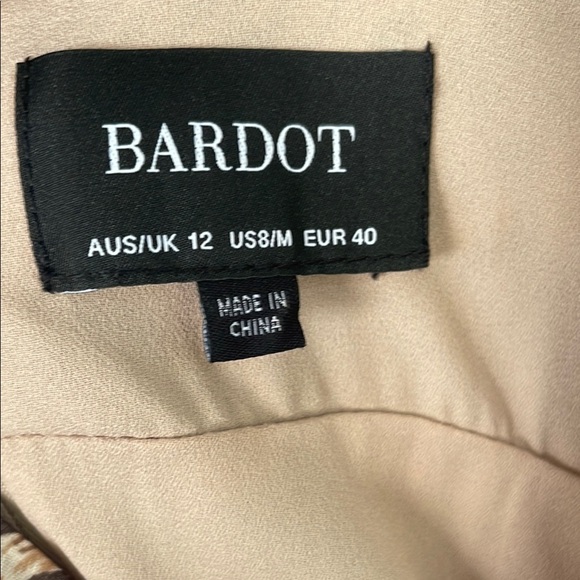 BARDOT
AUS/UK 12 US8/M EUR 40
MADE IN
CHINA